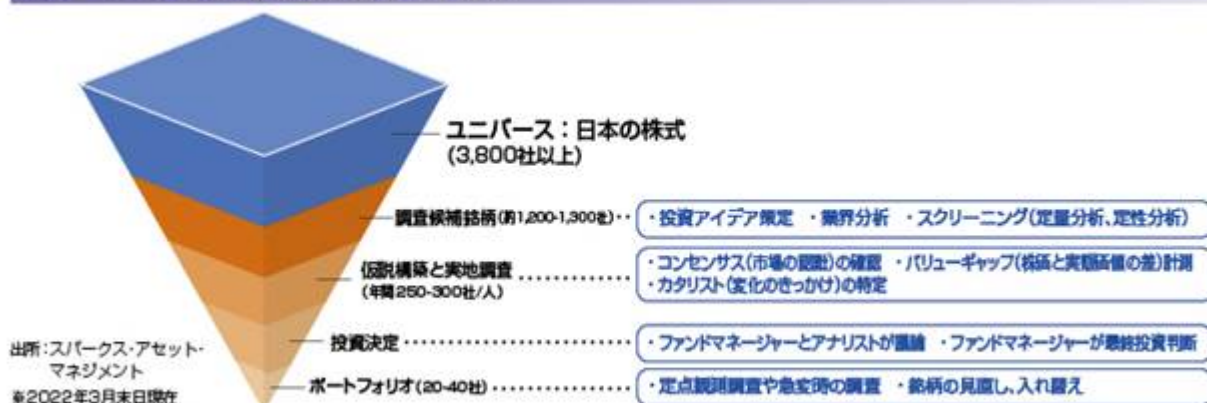 ユニバース：日本の株式
(3,800社以上)
調査候補銘柄(約1,200-1,300社)‥
・投資アイデア策定 ・業界分析 ・スクリーニング(定量分析、定性分析)
仮説構築と実地調査
(年間250-300社/人)
・コンセンサス(市場の認識)の確認 ・バリューギャップ(株価と実態価値の差)計測
・カタリスト(変化のきっかけ)の特定
投資決定
・ファンドマネージャーとアナリストが議論 ・ファンドマネージャーが最終投資判断
ポートフォリオ(20-40社)
・定点観測調査や急変時の調査 ・銘柄の見直し、入れ替え
出所：スパークス・アセット・
マネジメント
※2022年3月末日現在